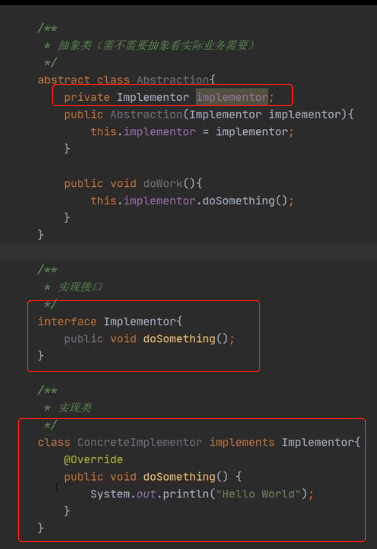 /**
 * 抽象类（需不需要抽象看实际业务需要）
 */
abstract class Abstraction{
    private Implementor implementor;
    public Abstraction(Implementor implementor){
        this.implementor = implementor;
    }

    public void doWork(){
        this.implementor.doSomething();
    }
}

/**
 * 实现接口
 */
interface Implementor{
    public void doSomething();
}

/**
 * 实现类
 */
class ConcreteImplementor implements Implementor{
    @Override
    public void doSomething() {
        System.out.println("Hello World");
    }
}